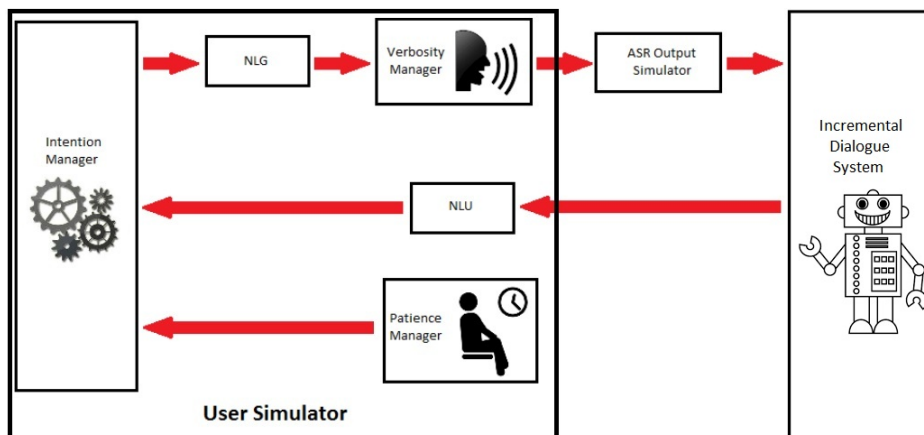 NLG
Verbosity
Manager
ASR Output
Simulator
Intention
Manager
Incremental
Dialogue
System
NLU
Patience
Manager
User Simulator